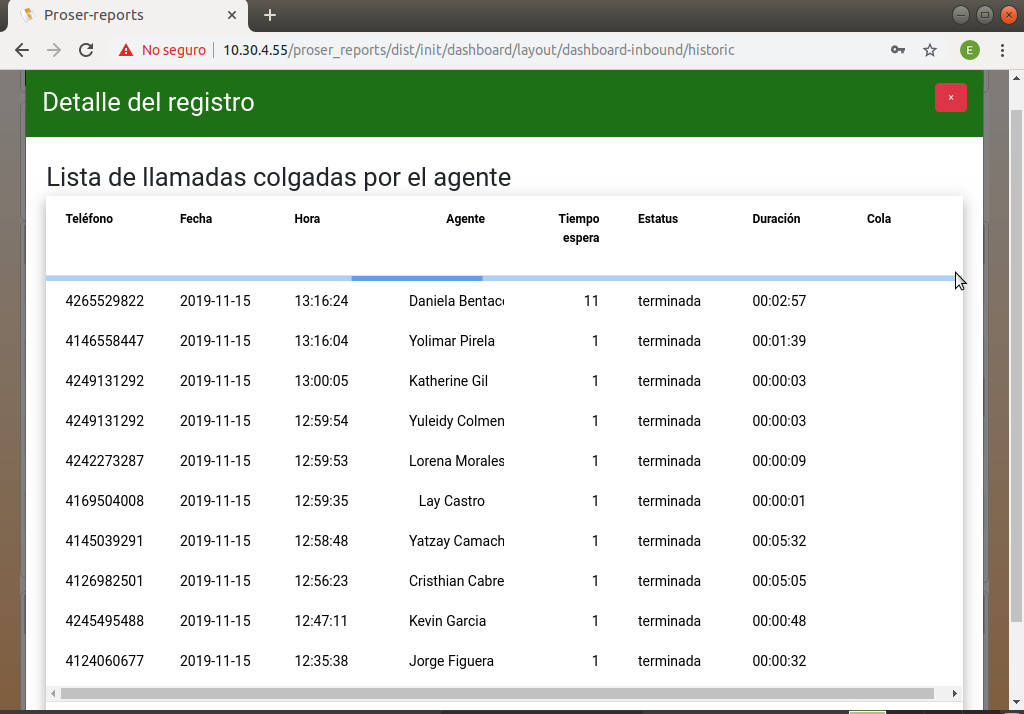 Proser-reports
No seguro
10.30.4.55/proser_reports/dist/init/dashboard/layout/dashboard-inbound/historic
E
Detalle del registro
×
Lista de llamadas colgadas por el agente
Teléfono Fecha Hora Agente Tiempo espera Estatus Duración Cola
4265529822 2019-11-15 13:16:24 Daniela Bentac 11 terminada 00:02:57
4146558447 2019-11-15 13:16:04 Yolimar Pirela 1 terminada 00:01:39
4249131292 2019-11-15 13:00:05 Katherine Gil 1 terminada 00:00:03
4249131292 2019-11-15 12:59:54 Yuleidy Colmen 1 terminada 00:00:03
4242273287 2019-11-15 12:59:53 Lorena Morales 1 terminada 00:00:09
4169504008 2019-11-15 12:59:35 Lay Castro 1 terminada 00:00:01
4145039291 2019-11-15 12:58:48 Yatzay Camach 1 terminada 00:05:32
4126982501 2019-11-15 12:56:23 Cristhian Cabre 1 terminada 00:05:05
4245495488 2019-11-15 12:47:11 Kevin Garcia 1 terminada 00:00:48
4124060677 2019-11-15 12:35:38 Jorge Figuera 1 terminada 00:00:32